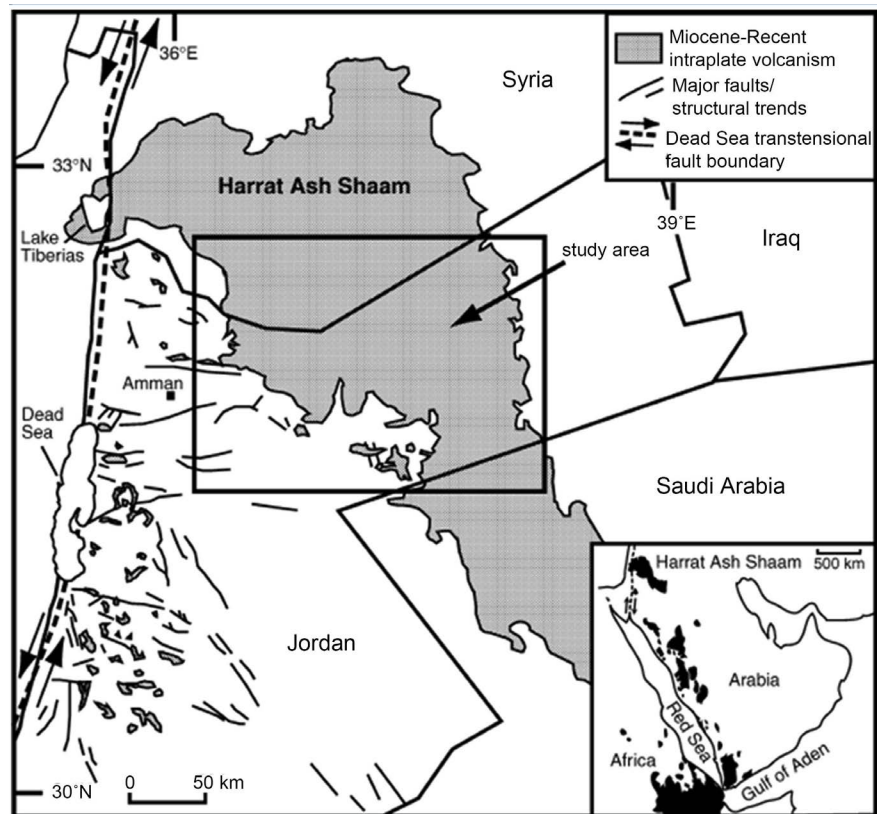 36°E
Syria
Miocene-Recent
intraplate volcanism
Major faults/
structural trends
Dead Sea transtensional
fault boundary
33°N
Harrat Ash Shaam
39°E
Iraq
Lake
Tiberias
study area
Amman
Dead
Sea
Saudi Arabia
Jordan
Harrat Ash Shaam
500 km
Arabia
Red Sea
Africa
Gulf of Aden
30°N
0 50 km